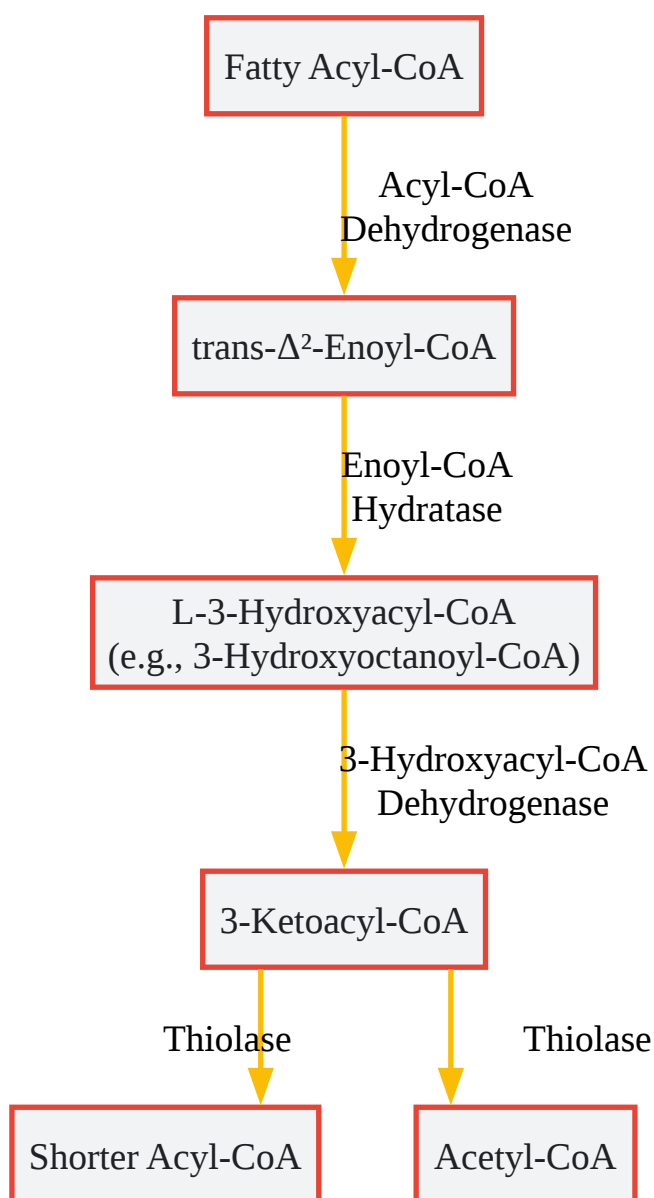 Fatty Acyl-CoA
Acyl-CoA
Dehydrogenase
trans-Δ²-Enoyl-CoA
Enoyl-CoA
Hydratase
L-3-Hydroxyacyl-CoA
(e.g., 3-Hydroxyoctanoyl-CoA)
3-Hydroxyacyl-CoA
Dehydrogenase
3-Ketoacyl-CoA
Thiolase
Thiolase
Shorter Acyl-CoA
Acetyl-CoA